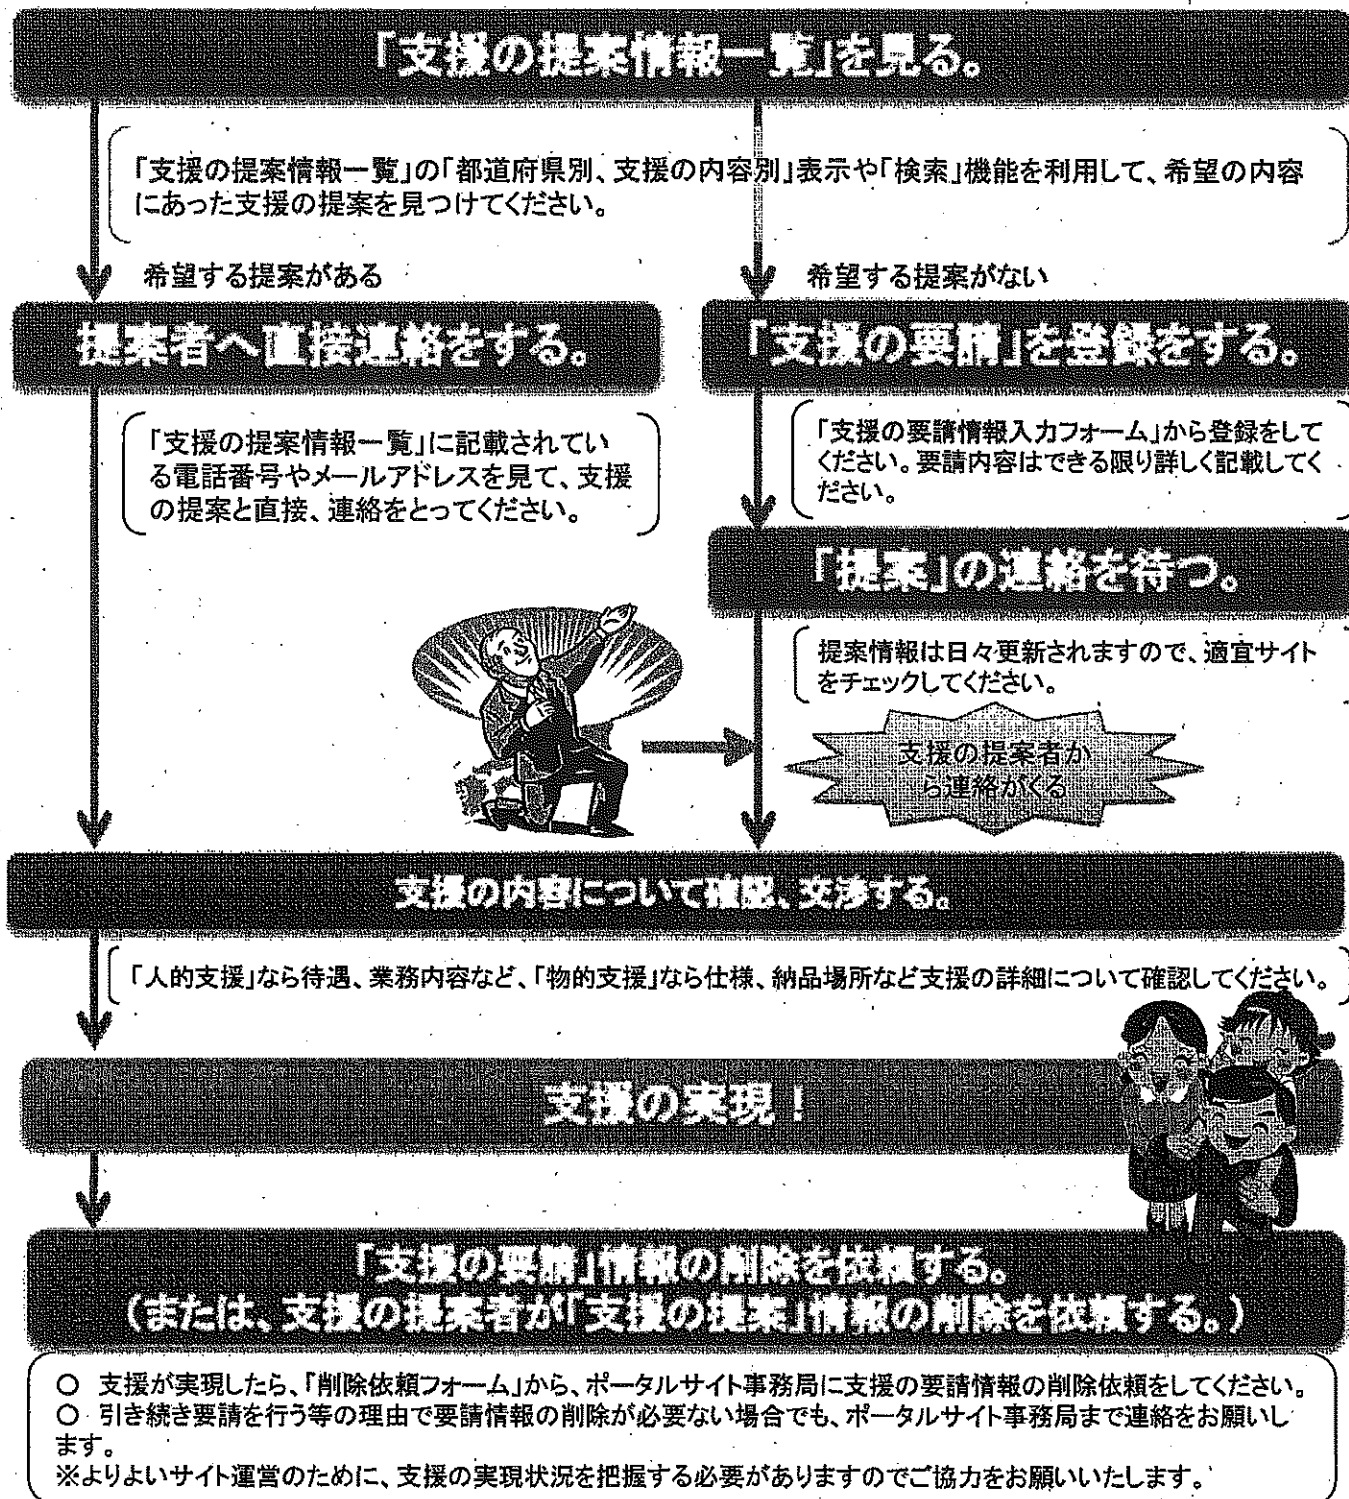 「支援の提案情報一覧」を見る。
「支援の提案情報一覧」の「都道府県別、支援の内容別」表示や「検索」機能を利用して、希望の内容
にあった支援の提案を見つけてください。
希望する提案がある
希望する提案がない
提案者へ直接連絡をする。
「支援の要請」を登録をする。
「支援の提案情報一覧」に記載されてい
る電話番号やメールアドレスを見て、支援
の提案と直接、連絡をとってください。
「支援の要請情報入力フォーム」から登録をして
ください。要請内容はできる限り詳しく記載してく
ださい。
「提案」の連絡を待つ。
提案情報は日々更新されますので、適宜サイト
をチェックしてください。
支援の提案者か
ら連絡がくる
支援の内容について確認、交渉する。
「人的支援」なら待遇、業務内容など、「物的支援」なら仕様、納品場所など支援の詳細について確認してください。
支援の実現！
「支援の要請」情報の削除を依頼する。
（または、支援の提案者が「支援の提案」情報の削除を依頼する。）
○ 支援が実現したら、「削除依頼フォーム」から、ポータルサイト事務局に支援の要請情報の削除依頼をしてください。
○ 引き続き要請を行う等の理由で要請情報の削除が必要ない場合でも、ポータルサイト事務局まで連絡をお願いし
ます。
※よりよいサイト運営のために、支援の実現状況を把握する必要がありますのでご協力をお願いいたします。